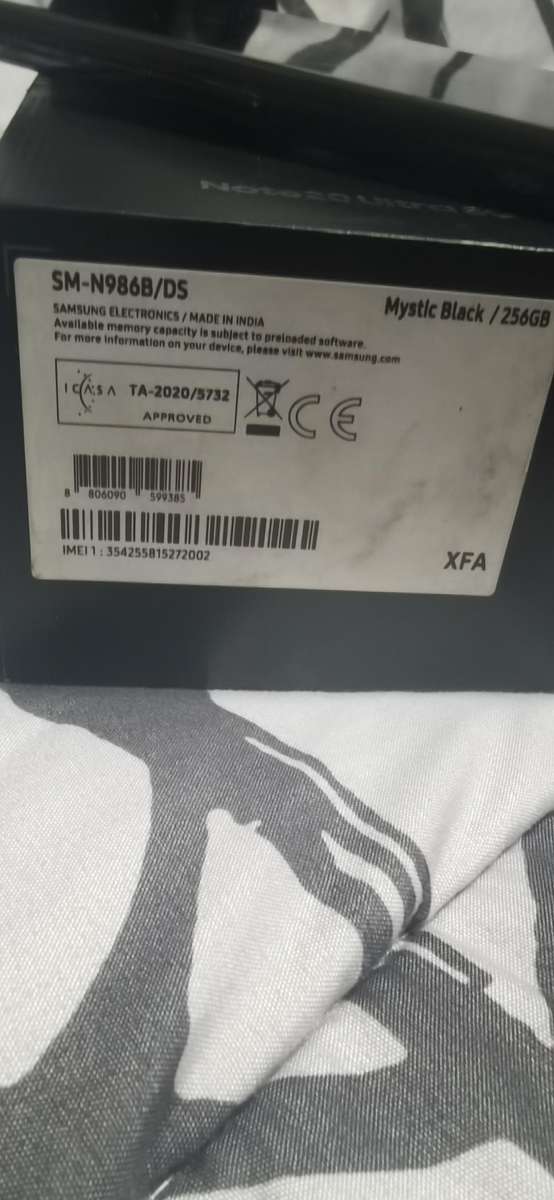 Note20 Ultra 5G
SM-N986B/DS
Mystic Black / 256GB
SAMSUNG ELECTRONICS / MADE IN INDIA
Available memory capacity is subject to preloaded software.
For more information on your device, please visit www.samsung.com
ICASA TA-2020/5732
APPROVED
CE
8 806090 599385
IMEI 1 : 354255815272002
XFA